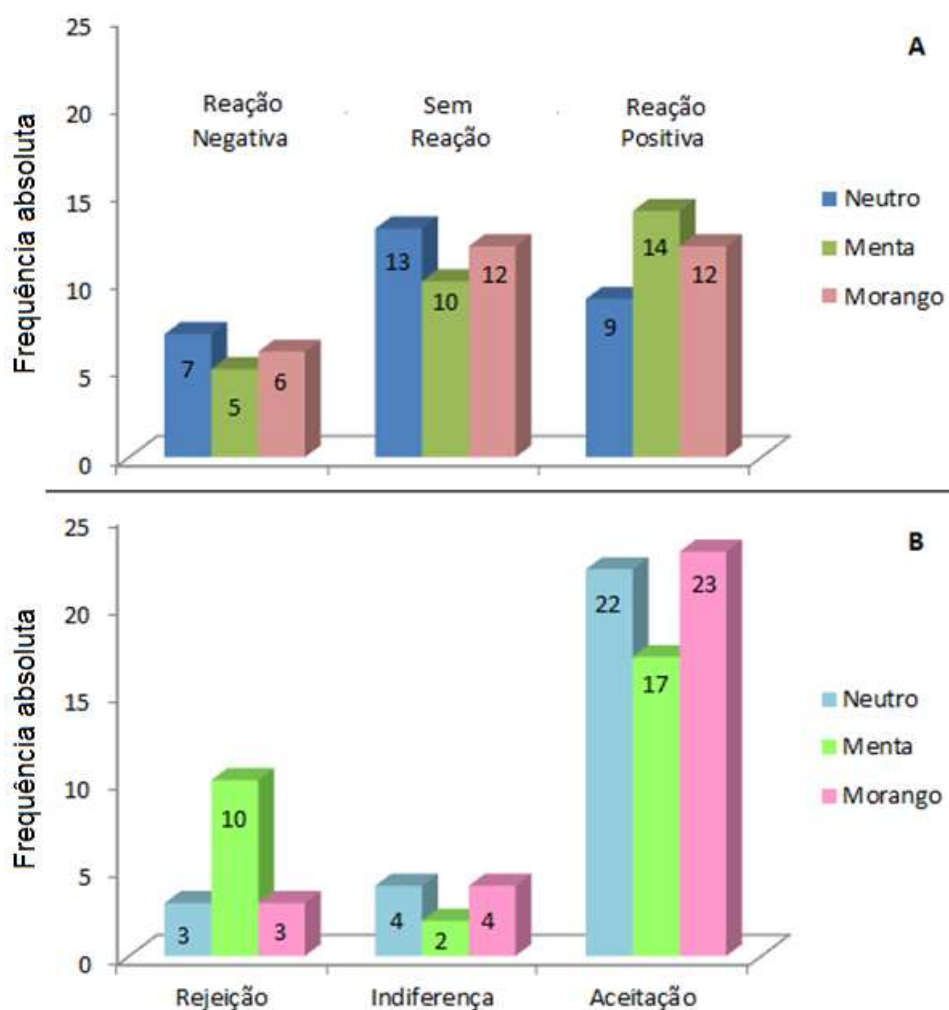 A
Frequência absoluta
25
20
15
10
5
0
Reação
Negativa
Sem
Reação
Reação
Positiva
7
5
6
13
10
12
9
14
12
Neutro
Menta
Morango
B
Frequência absoluta
25
20
15
10
5
0
3
10
3
4
2
4
22
17
23
Rejeição
Indiferença
Aceitação
Neutro
Menta
Morango